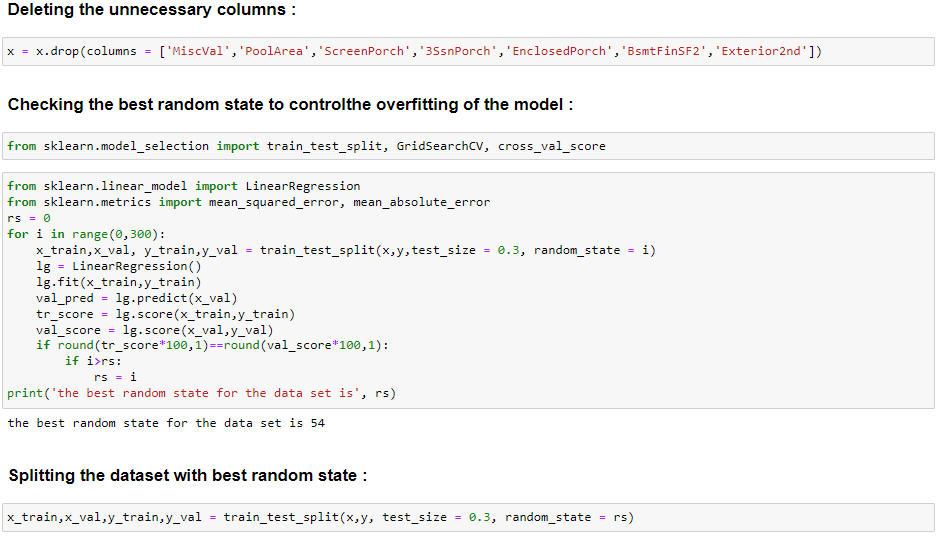 Deleting the unnecessary columns :
x = x.drop(columns = ['MiscVal','PoolArea','ScreenPorch','3SsnPorch','EnclosedPorch','BsmtFinSF2','Exterior2nd'])
Checking the best random state to controlthe overfitting of the model :
from sklearn.model_selection import train_test_split, GridSearchCV, cross_val_score
from sklearn.linear_model import LinearRegression
from sklearn.metrics import mean_squared_error, mean_absolute_error
rs = 0
for i in range(0,300):
    x_train,x_val, y_train,y_val = train_test_split(x,y,test_size = 0.3, random_state = i)
    lg = LinearRegression()
    lg.fit(x_train,y_train)
    val_pred = lg.predict(x_val)
    tr_score = lg.score(x_train,y_train)
    val_score = lg.score(x_val,y_val)
    if round(tr_score*100,1)==round(val_score*100,1):
        if i>rs:
            rs = i
print('the best random state for the data set is', rs)
the best random state for the data set is 54
Splitting the dataset with best random state :
x_train,x_val,y_train,y_val = train_test_split(x,y, test_size = 0.3, random_state = rs)